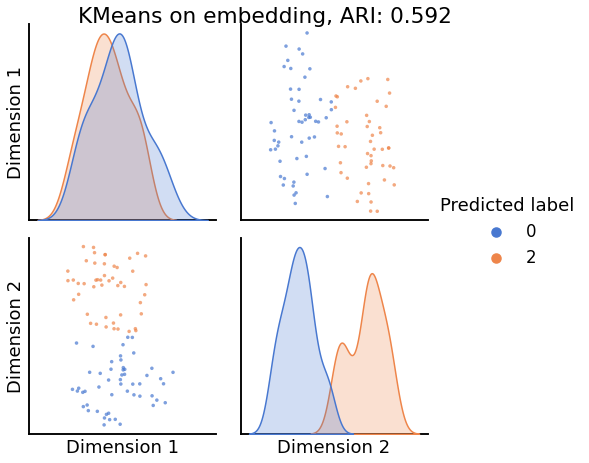 KMeans on embedding, ARI: 0.592
Dimension 1
Predicted label
0
2
Dimension 2
Dimension 1
Dimension 2